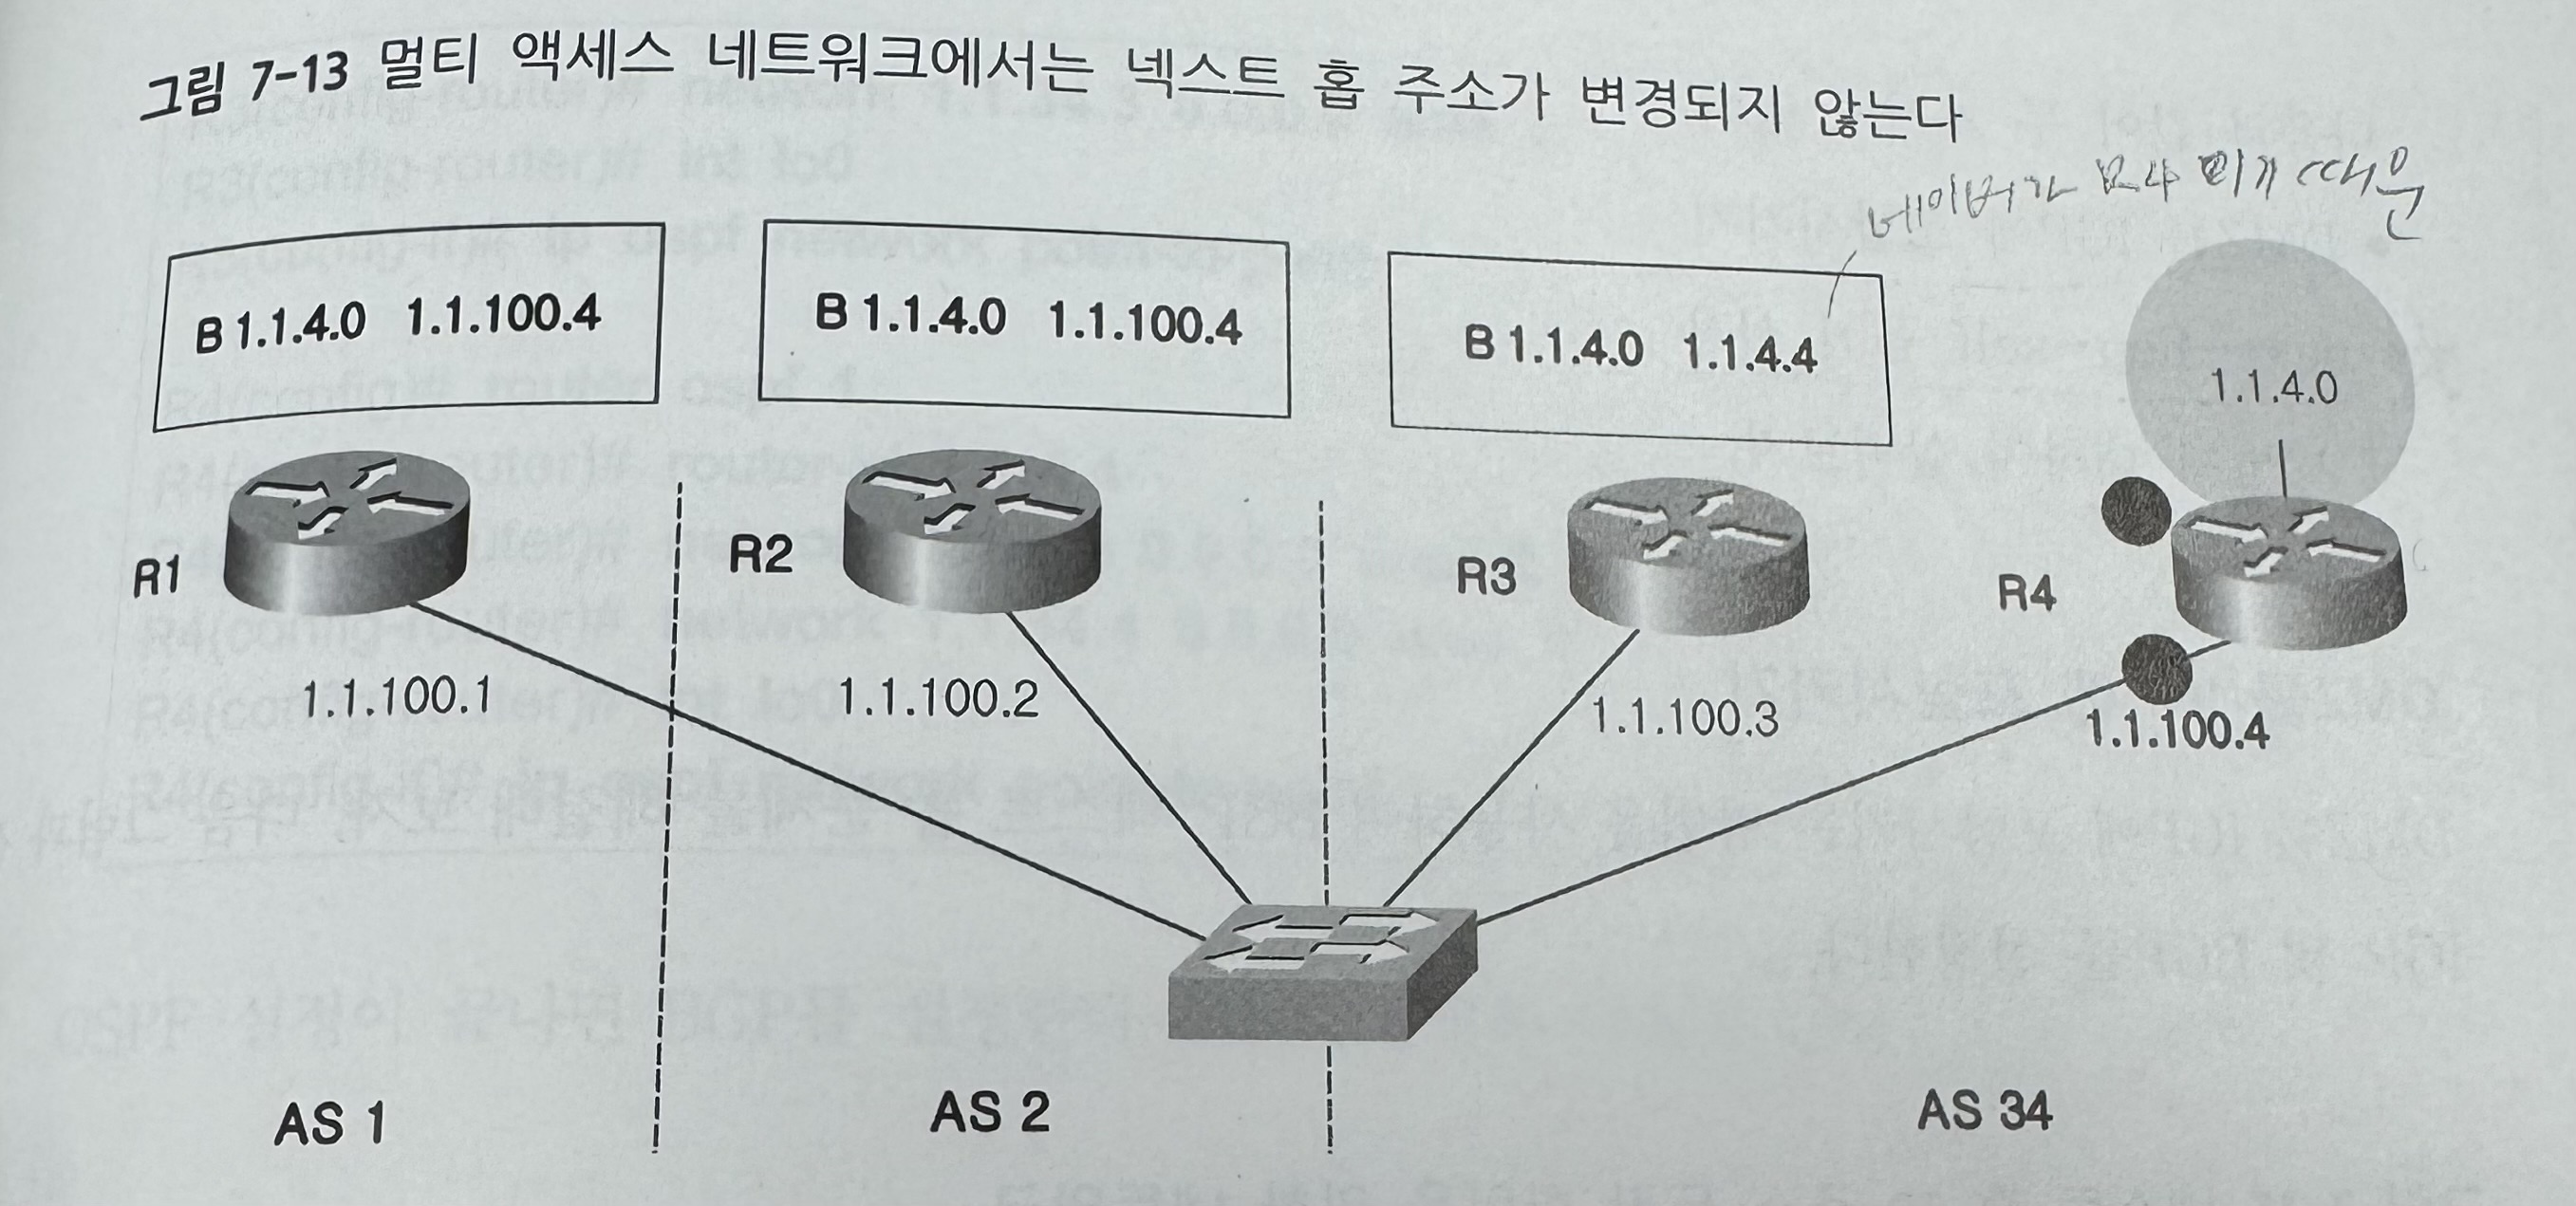 그림 7-13 멀티 액세스 네트워크에서는 넥스트 홉 주소가 변경되지 않는다
네이버가 이기 때문
B 1.1.4.0 1.1.100.4
B 1.1.4.0 1.1.100.4
B 1.1.4.0 1.1.4.4
1.1.4.0
R1
R2
R3
R4
1.1.100.1
1.1.100.2
1.1.100.3
1.1.100.4
AS 1
AS 2
AS 34